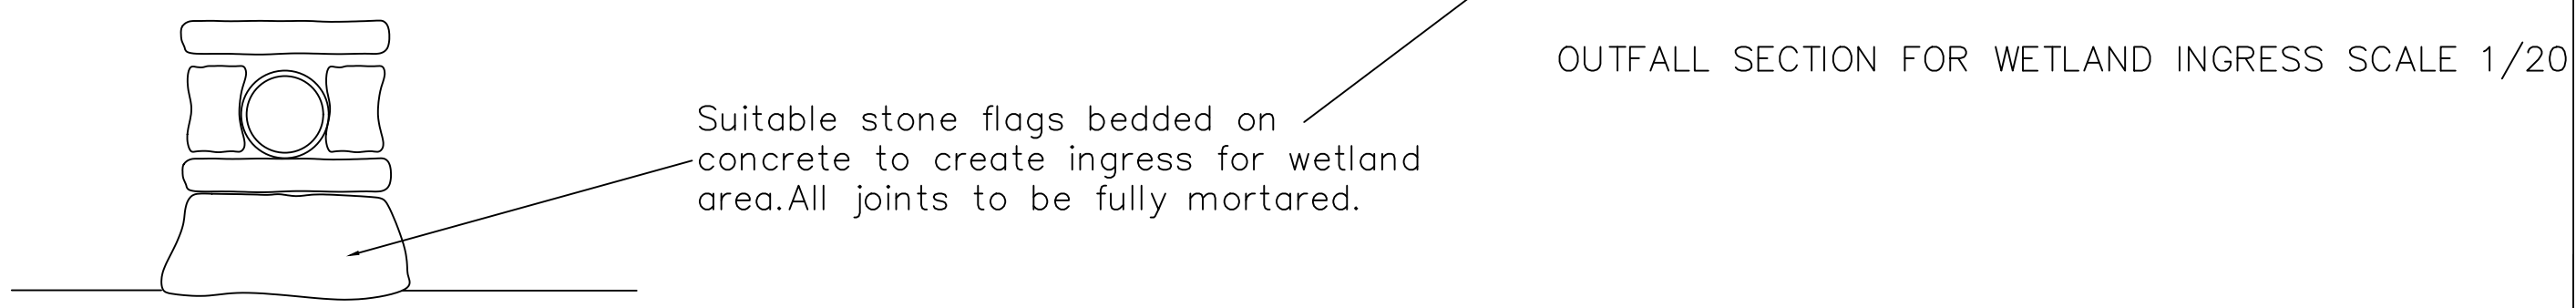 OUTFALL SECTION FOR WETLAND INGRESS SCALE 1/20
Suitable stone flags bedded on
concrete to create ingress for wetland
area.All joints to be fully mortared.